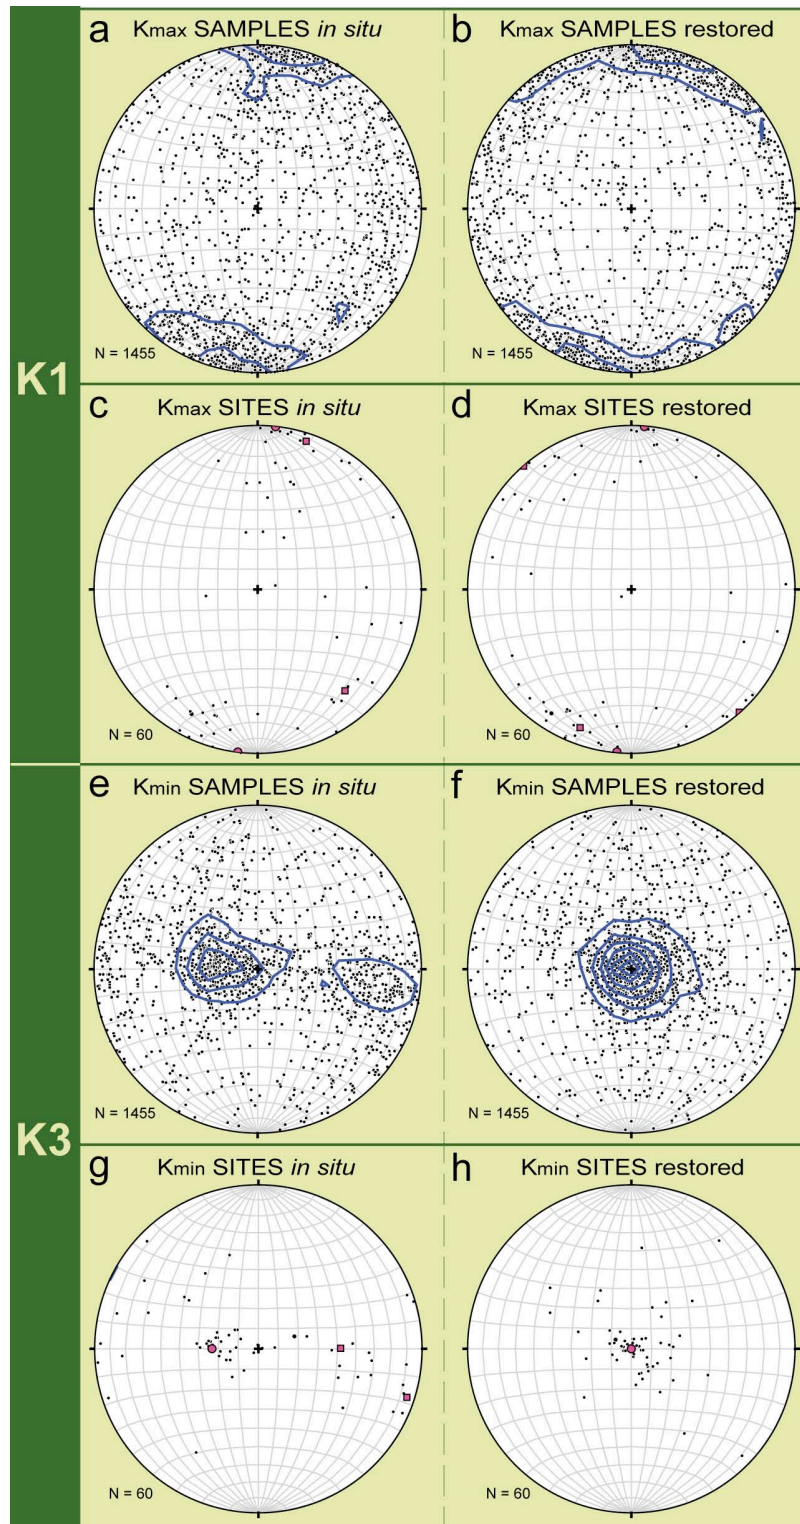 a Kmax SAMPLES in situ
b Kmax SAMPLES restored
N = 1455
N = 1455
K1
c Kmax SITES in situ
d Kmax SITES restored
N = 60
N = 60
e Kmin SAMPLES in situ
f Kmin SAMPLES restored
N = 1455
N = 1455
K3
g Kmin SITES in situ
h Kmin SITES restored
N = 60
N = 60